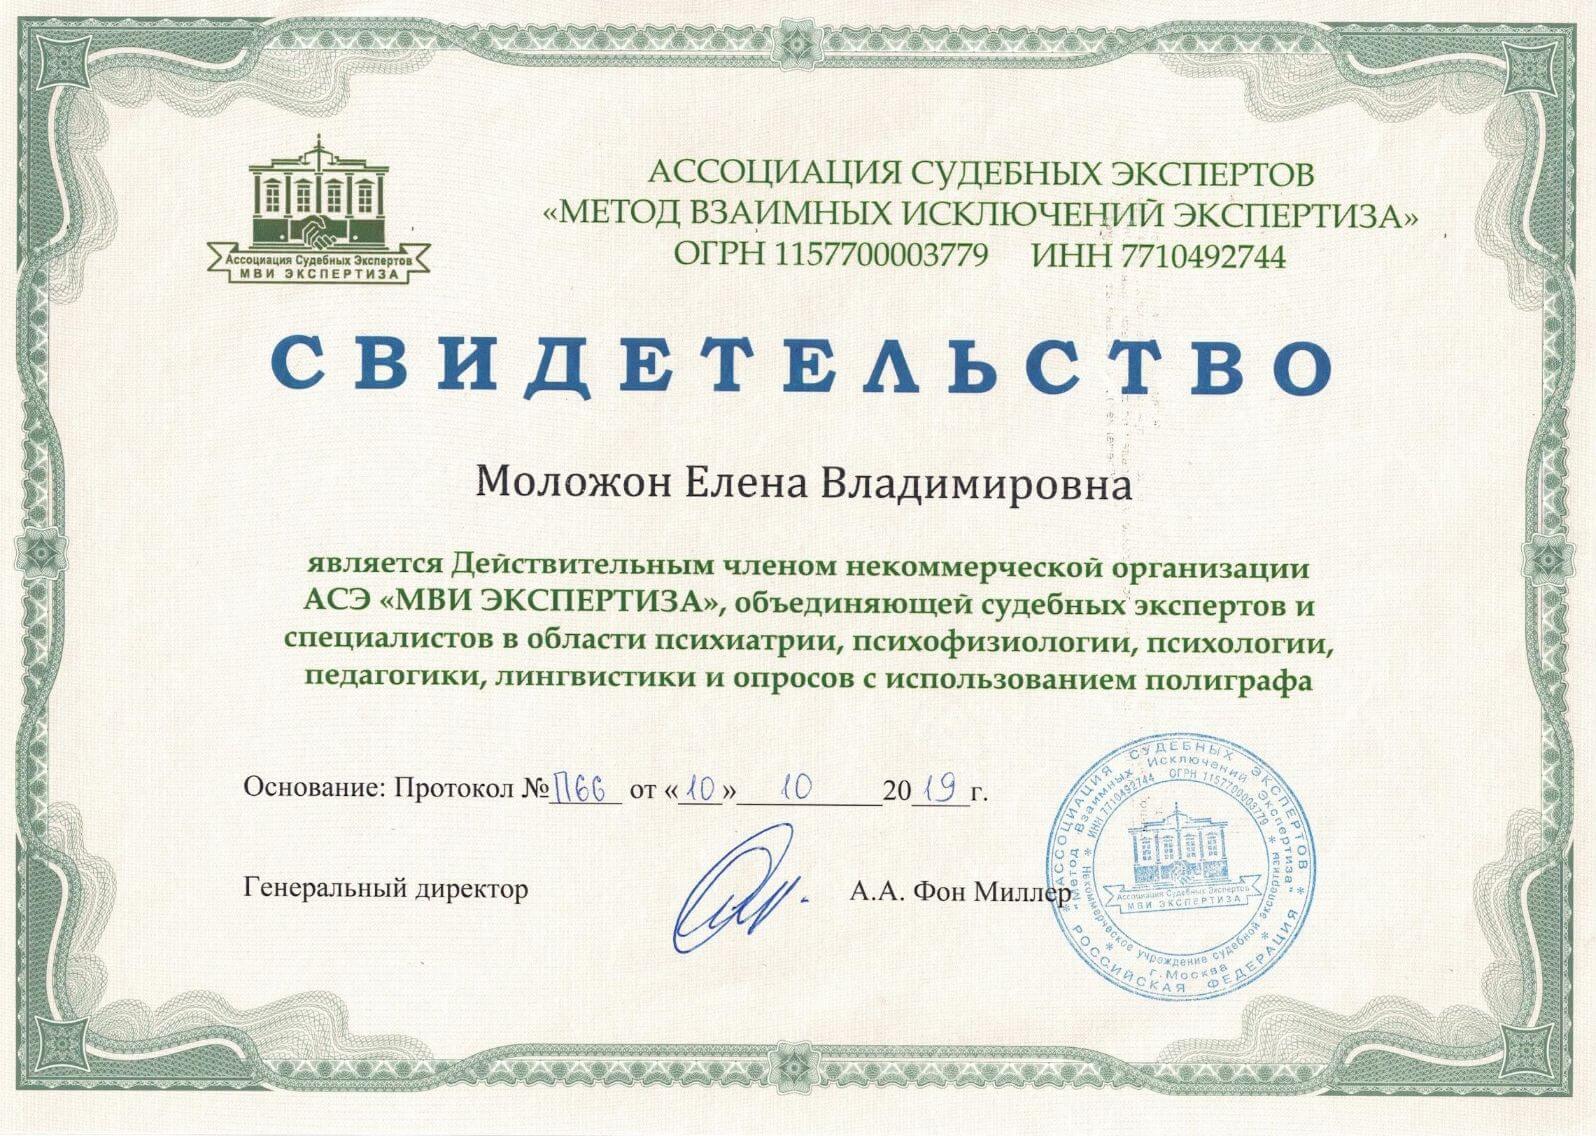 Ассоциация Судебных Экспертов
МВИ ЭКСПЕРТИЗА
АССОЦИАЦИЯ СУДЕБНЫХ ЭКСПЕРТОВ
«МЕТОД ВЗАИМНЫХ ИСКЛЮЧЕНИЙ ЭКСПЕРТИЗА»
ОГРН 1157700003779 ИНН 7710492744
СВИДЕТЕЛЬСТВО
Моложон Елена Владимировна
является Действительным членом некоммерческой организации
АСЭ «МВИ ЭКСПЕРТИЗА», объединяющей судебных экспертов и
специалистов в области психиатрии, психофизиологии, психологии,
педагогики, лингвистики и опросов с использованием полиграфа
Основание: Протокол № П66 от «10» 10 2019 г.
Генеральный директор А.А. Фон Миллер
АССОЦИАЦИЯ СУДЕБНЫХ ЭКСПЕРТОВ * РОССИЙСКАЯ ФЕДЕРАЦИЯ *
"Метод Взаимных Исключений Экспертиза"
г.Москва
ИНН 7710492744 ОГРН 1157700003779
* Некоммерческое учреждение судебной экспертизы *
Ассоциация Судебных Экспертов
МВИ ЭКСПЕРТИЗА